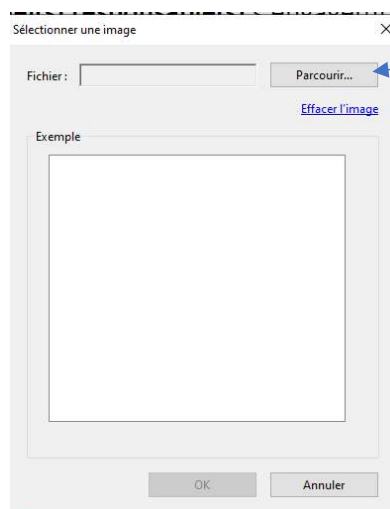 Sélectionner une image
Fichier :
Parcourir...
Effacer l'image
Exemple
OK
Annuler